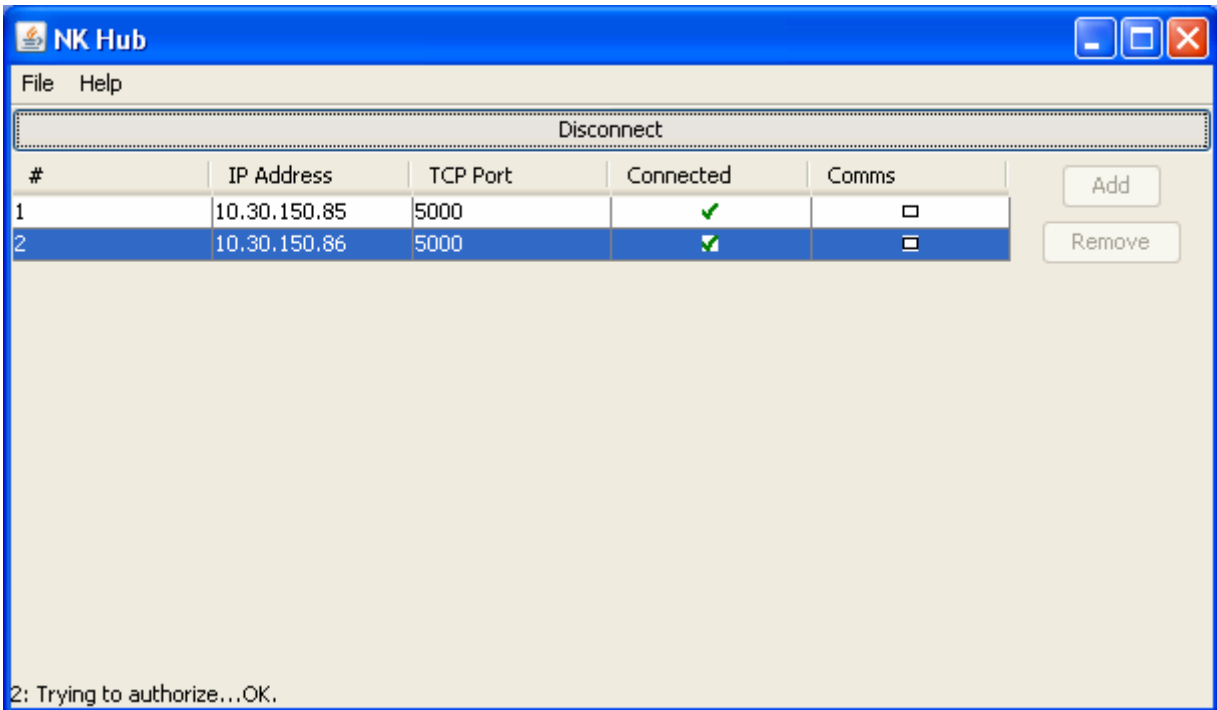 NK Hub
File Help
Disconnect
# IP Address TCP Port Connected Comms
Add
1 10.30.150.85 5000
2 10.30.150.86 5000
Remove
2: Trying to authorize...OK.